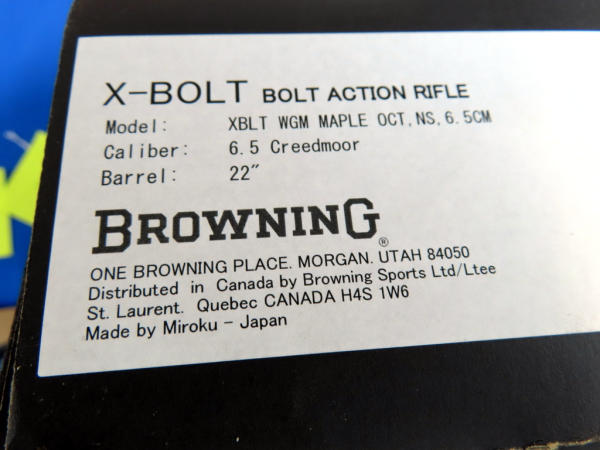 X-BOLT BOLT ACTION RIFLE
Model: XBLT WGM MAPLE OCT, NS, 6.5CM
Caliber: 6.5 Creedmoor
Barrel: 22"
BROWNING®
ONE BROWNING PLACE. MORGAN. UTAH 84050
Distributed in Canada by Browning Sports Ltd/Ltee
St. Laurent. Quebec CANADA H4S 1W6
Made by Miroku - Japan